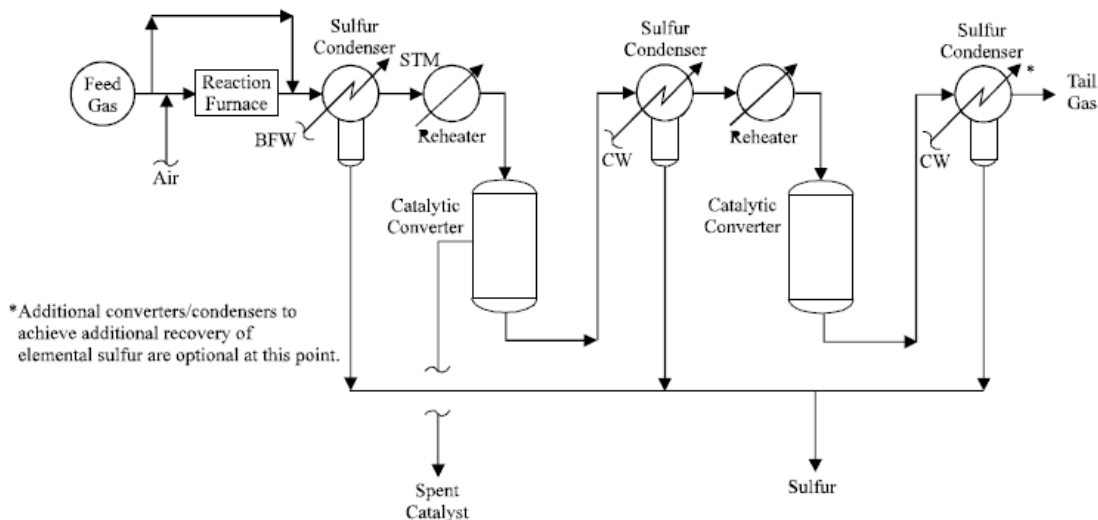 Feed
Gas
Air
Reaction
Furnace
Sulfur
Condenser
BFW
STM
Reheater
Catalytic
Converter
Sulfur
Condenser
CW
Reheater
Catalytic
Converter
Sulfur
Condenser
*
CW
Tail
Gas
*Additional converters/condensers to
achieve additional recovery of
elemental sulfur are optional at this point.
Spent
Catalyst
Sulfur